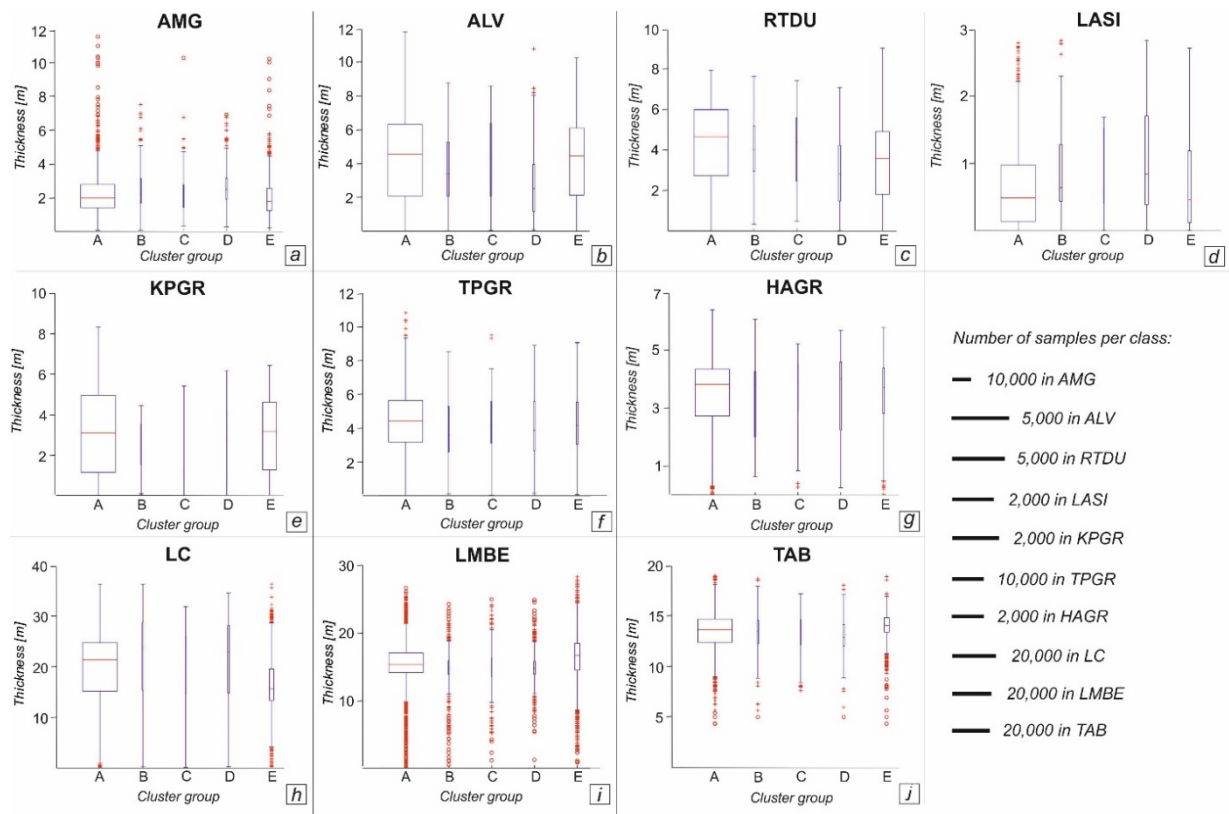 AMG
Thickness [m]
12
10
8
6
4
2
A B C D E
Cluster group
a
ALV
Thickness [m]
12
10
8
6
4
2
0
A B C D E
Cluster group
b
RTDU
Thickness [m]
10
8
6
4
2
A B C D E
Cluster group
c
LASI
Thickness [m]
3
2
1
A B C D E
Cluster group
d
KPGR
Thickness [m]
10
8
6
4
2
A B C D E
Cluster group
e
TPGR
Thickness [m]
12
10
8
6
4
2
A B C D E
Cluster group
f
HAGR
Thickness [m]
7
5
3
1
A B C D E
Cluster group
g
Number of samples per class:
10,000 in AMG
5,000 in ALV
5,000 in RTDU
2,000 in LASI
2,000 in KPGR
10,000 in TPGR
2,000 in HAGR
20,000 in LC
20,000 in LMBE
20,000 in TAB
LC
Thickness [m]
40
30
20
10
A B C D E
Cluster group
h
LMBE
Thickness [m]
30
20
10
A B C D E
Cluster group
i
TAB
Thickness [m]
20
15
10
5
A B C D E
Cluster group
j